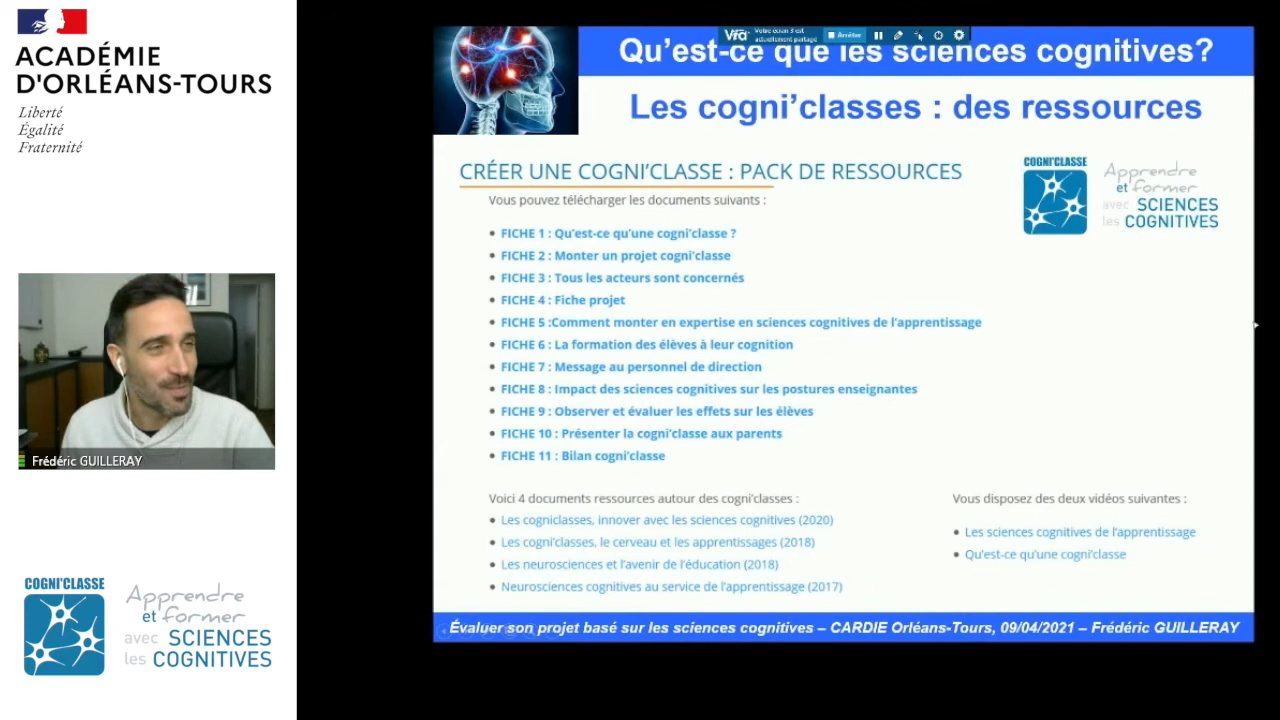 ACADÉMIE
D'ORLÉANS-TOURS
Liberté
Égalité
Fraternité
Frédéric GUILLERAY
COGNI'CLASSE
Apprendre
et former
avec SCIENCES
les COGNITIVES
Votre écran est
actuellement partagé
Arrêter
Qu'est-ce que les sciences cognitives?
Les cogni'classes : des ressources
CRÉER UNE COGNI'CLASSE : PACK DE RESSOURCES
COGNI'CLASSE
Apprendre
et former
avec SCIENCES
les COGNITIVES
Vous pouvez télécharger les documents suivants :
• FICHE 1 : Qu'est-ce qu'une cogni'classe ?
• FICHE 2 : Monter un projet cogni'classe
• FICHE 3 : Tous les acteurs sont concernés
• FICHE 4 : Fiche projet
• FICHE 5 :Comment monter en expertise en sciences cognitives de l'apprentissage
• FICHE 6 : La formation des élèves à leur cognition
• FICHE 7 : Message au personnel de direction
• FICHE 8 : Impact des sciences cognitives sur les postures enseignantes
• FICHE 9 : Observer et évaluer les effets sur les élèves
• FICHE 10 : Présenter la cogni'classe aux parents
• FICHE 11 : Bilan cogni'classe
Voici 4 documents ressources autour des cogni'classes :
• Les cogniclasses, innover avec les sciences cognitives (2020)
• Les cogni'classes, le cerveau et les apprentissages (2018)
• Les neurosciences et l'avenir de l'éducation (2018)
• Neurosciences cognitives au service de l'apprentissage (2017)
Vous disposez des deux vidéos suivantes :
• Les sciences cognitives de l'apprentissage
• Qu'est-ce qu'une cogni'classe
Évaluer son projet basé sur les sciences cognitives – CARDIE Orléans-Tours, 09/04/2021 – Frédéric GUILLERAY